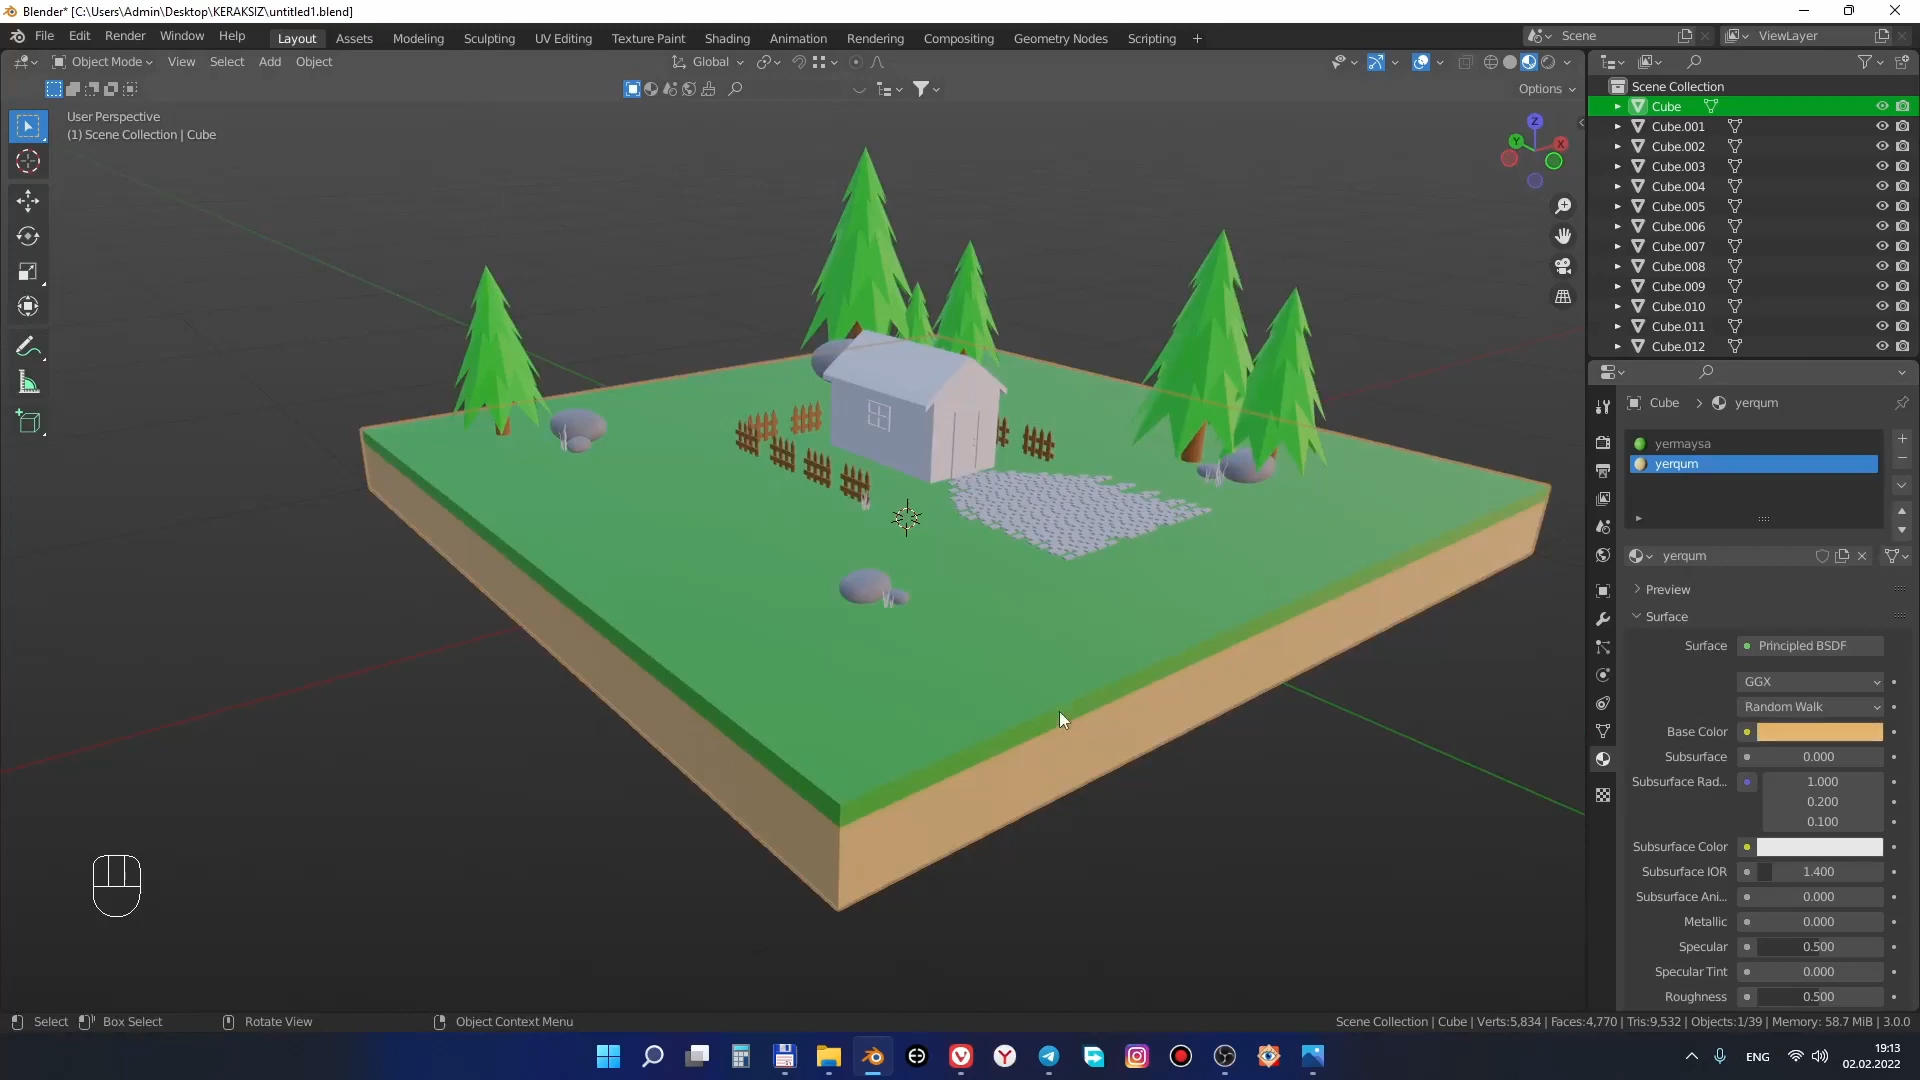 Blender* [C:\Users\Admin\Desktop\KERAKSIZ\untitled1.blend]
File Edit Render Window Help Layout Assets Modeling Sculpting UV Editing Texture Paint Shading Animation Rendering Compositing Geometry Nodes Scripting + Scene ViewLayer
Object Mode View Select Add Object Global
Options
User Perspective
(1) Scene Collection | Cube
Z
Y
X
Scene Collection
Cube
Cube.001
Cube.002
Cube.003
Cube.004
Cube.005
Cube.006
Cube.007
Cube.008
Cube.009
Cube.010
Cube.011
Cube.012
Cube > yerqum
yermaysa
yerqum
yerqum
Preview
Surface
Surface Principled BSDF
GGX
Random Walk
Base Color
Subsurface 0.000
Subsurface Rad... 1.000
0.200
0.100
Subsurface Color
Subsurface IOR 1.400
Subsurface Ani... 0.000
Metallic 0.000
Specular 0.500
Specular Tint 0.000
Roughness 0.500
Select Box Select Rotate View Object Context Menu
Scene Collection | Cube | Verts:5,834 | Faces:4,770 | Tris:9,532 | Objects:1/39 | Memory: 58.7 MiB | 3.0.0
ENG
19:13
02.02.2022